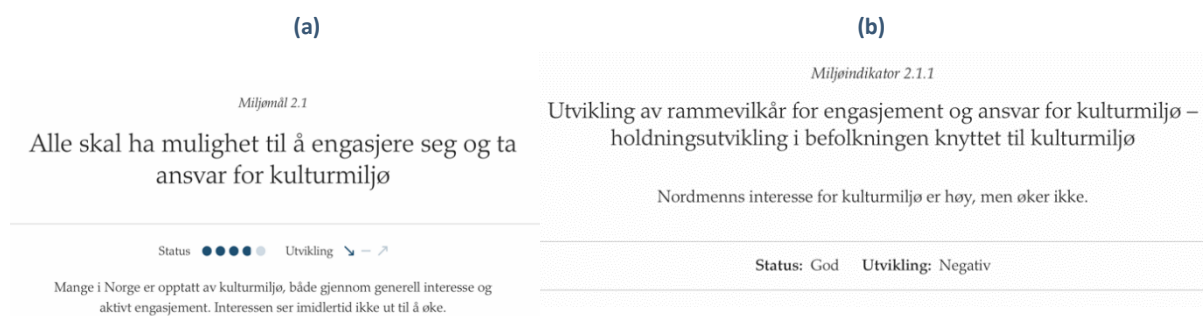 (a)
Miljømål 2.1
Alle skal ha mulighet til å engasjere seg og ta
ansvar for kulturmiljø
Status Utvikling
Mange i Norge er opptatt av kulturmiljø, både gjennom generell interesse og
aktivt engasjement. Interessen ser imidlertid ikke ut til å øke.
(b)
Miljøindikator 2.1.1
Utvikling av rammevilkår for engasjement og ansvar for kulturmiljø –
holdningsutvikling i befolkningen knyttet til kulturmiljø
Nordmenns interesse for kulturmiljø er høy, men øker ikke.
Status: God Utvikling: Negativ